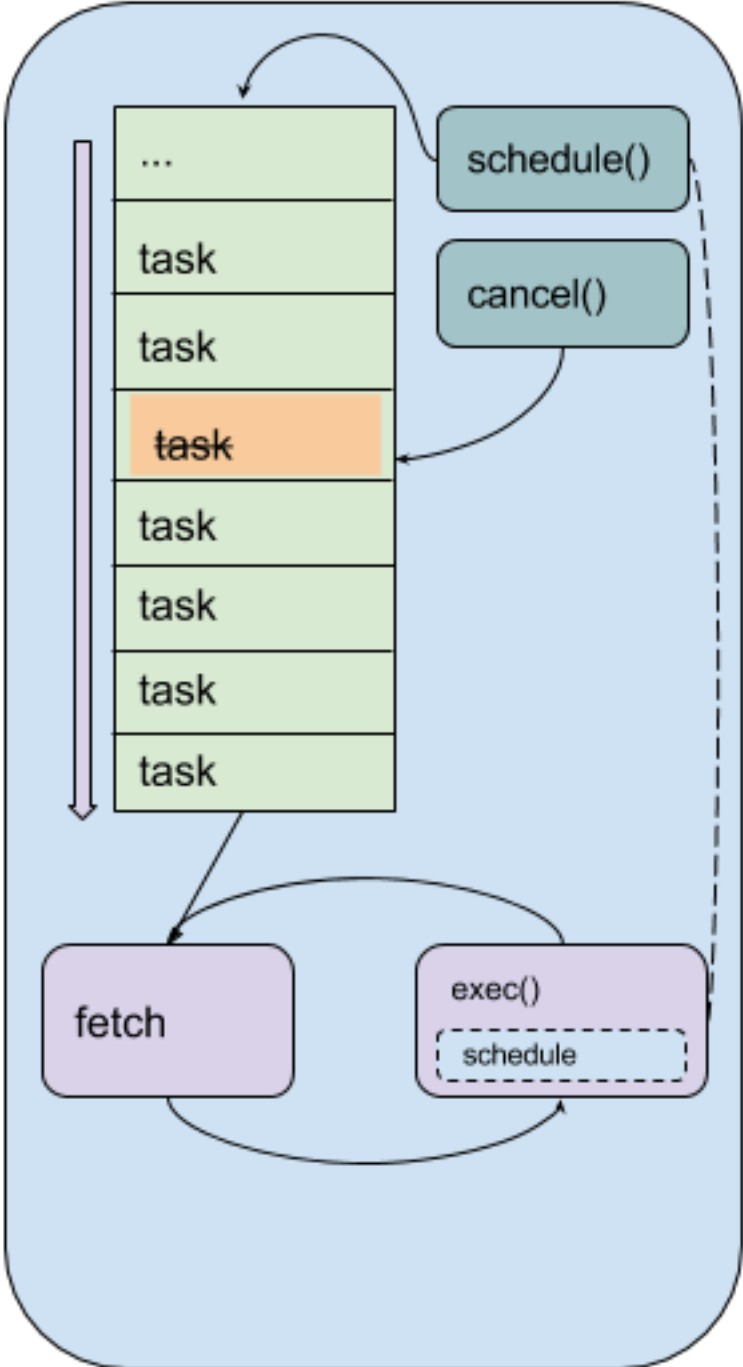 ...
schedule()
task
cancel()
task
task
task
task
task
task
fetch
exec()
schedule